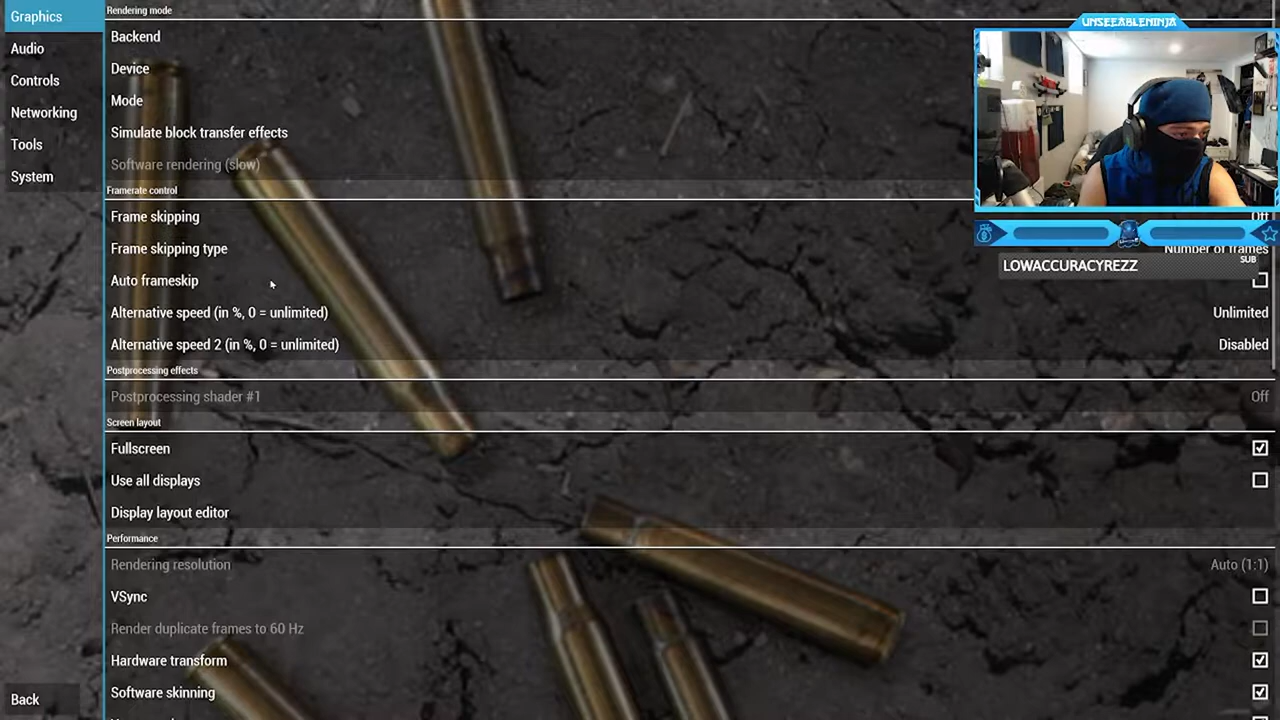 Graphics
Audio
Controls
Networking
Tools
System
Back
Rendering mode
Backend
Device
Mode
Simulate block transfer effects
Software rendering (slow)
Framerate control
Frame skipping Off
Frame skipping type Number of frames
Auto frameskip
Alternative speed (in %, 0 = unlimited) Unlimited
Alternative speed 2 (in %, 0 = unlimited) Disabled
Postprocessing effects
Postprocessing shader #1 Off
Screen layout
Fullscreen
Use all displays
Display layout editor
Performance
Rendering resolution Auto (1:1)
VSync
Render duplicate frames to 60 Hz
Hardware transform
Software skinning
UNSEEABLENINJA
LOWACCURACYREZZ
SUB